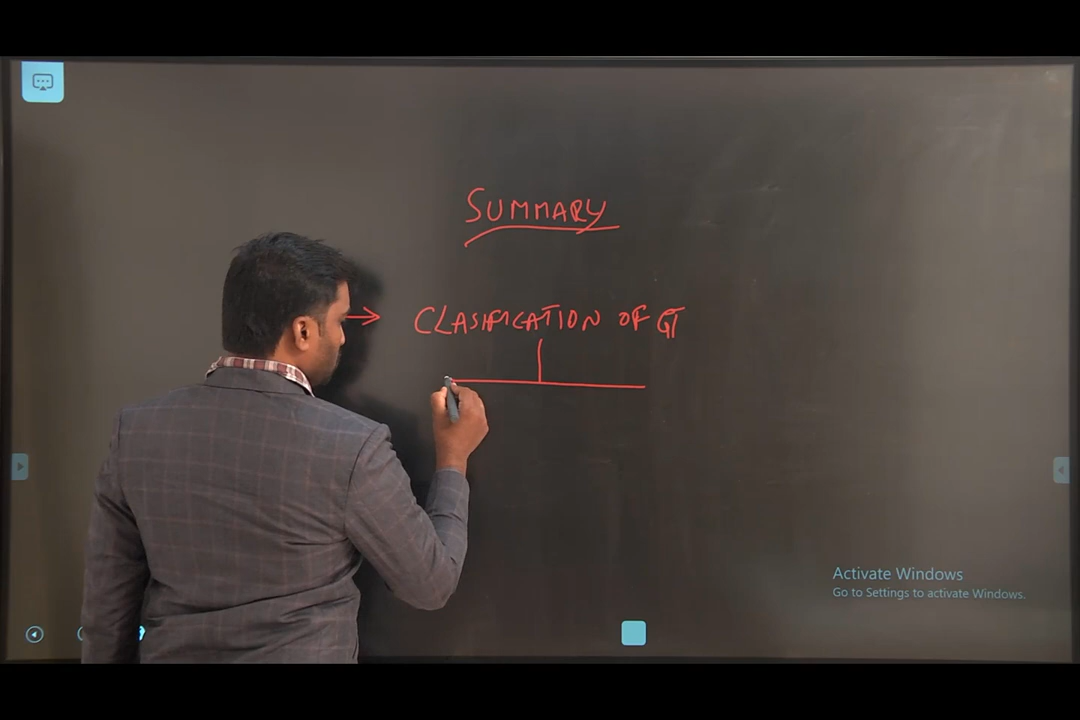 SUMMARY
→ CLASIFICATION OF GT
Activate Windows
Go to Settings to activate Windows.